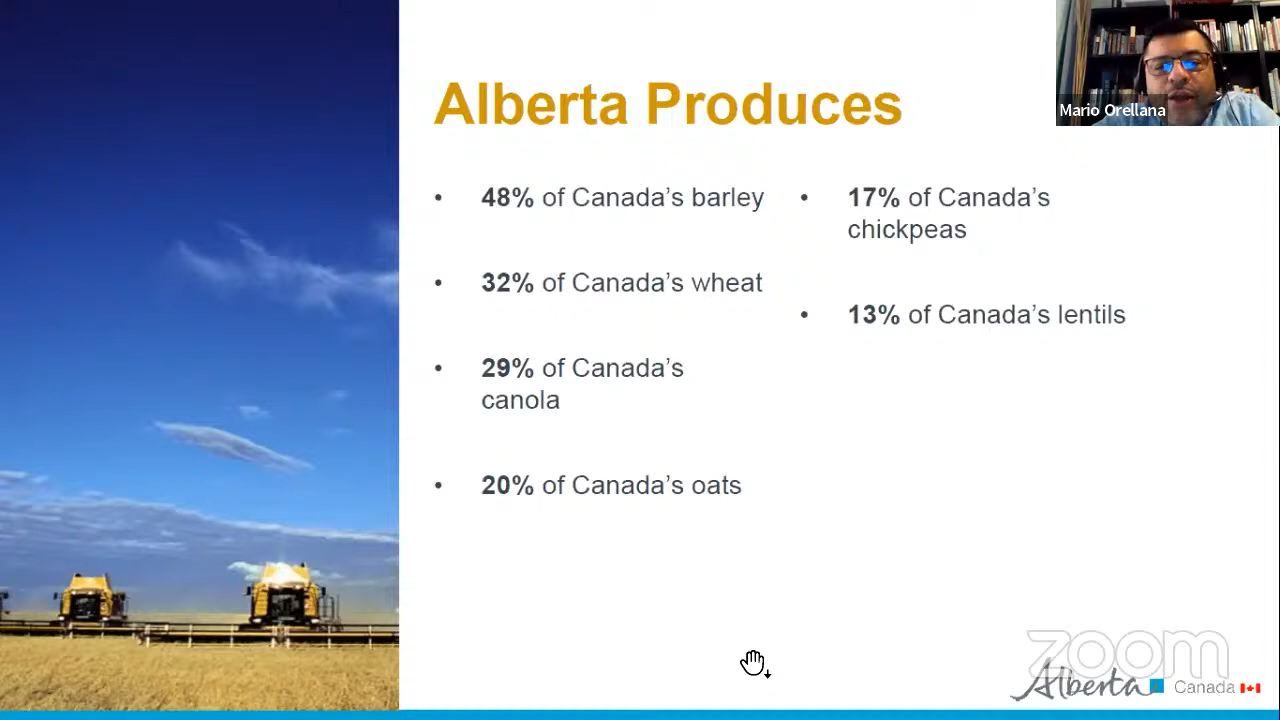 Alberta Produces
Mario Orellana
• 48% of Canada’s barley
• 32% of Canada’s wheat
• 29% of Canada’s
canola
• 20% of Canada’s oats
• 17% of Canada’s
chickpeas
• 13% of Canada’s lentils
zoom
Alberta Canada